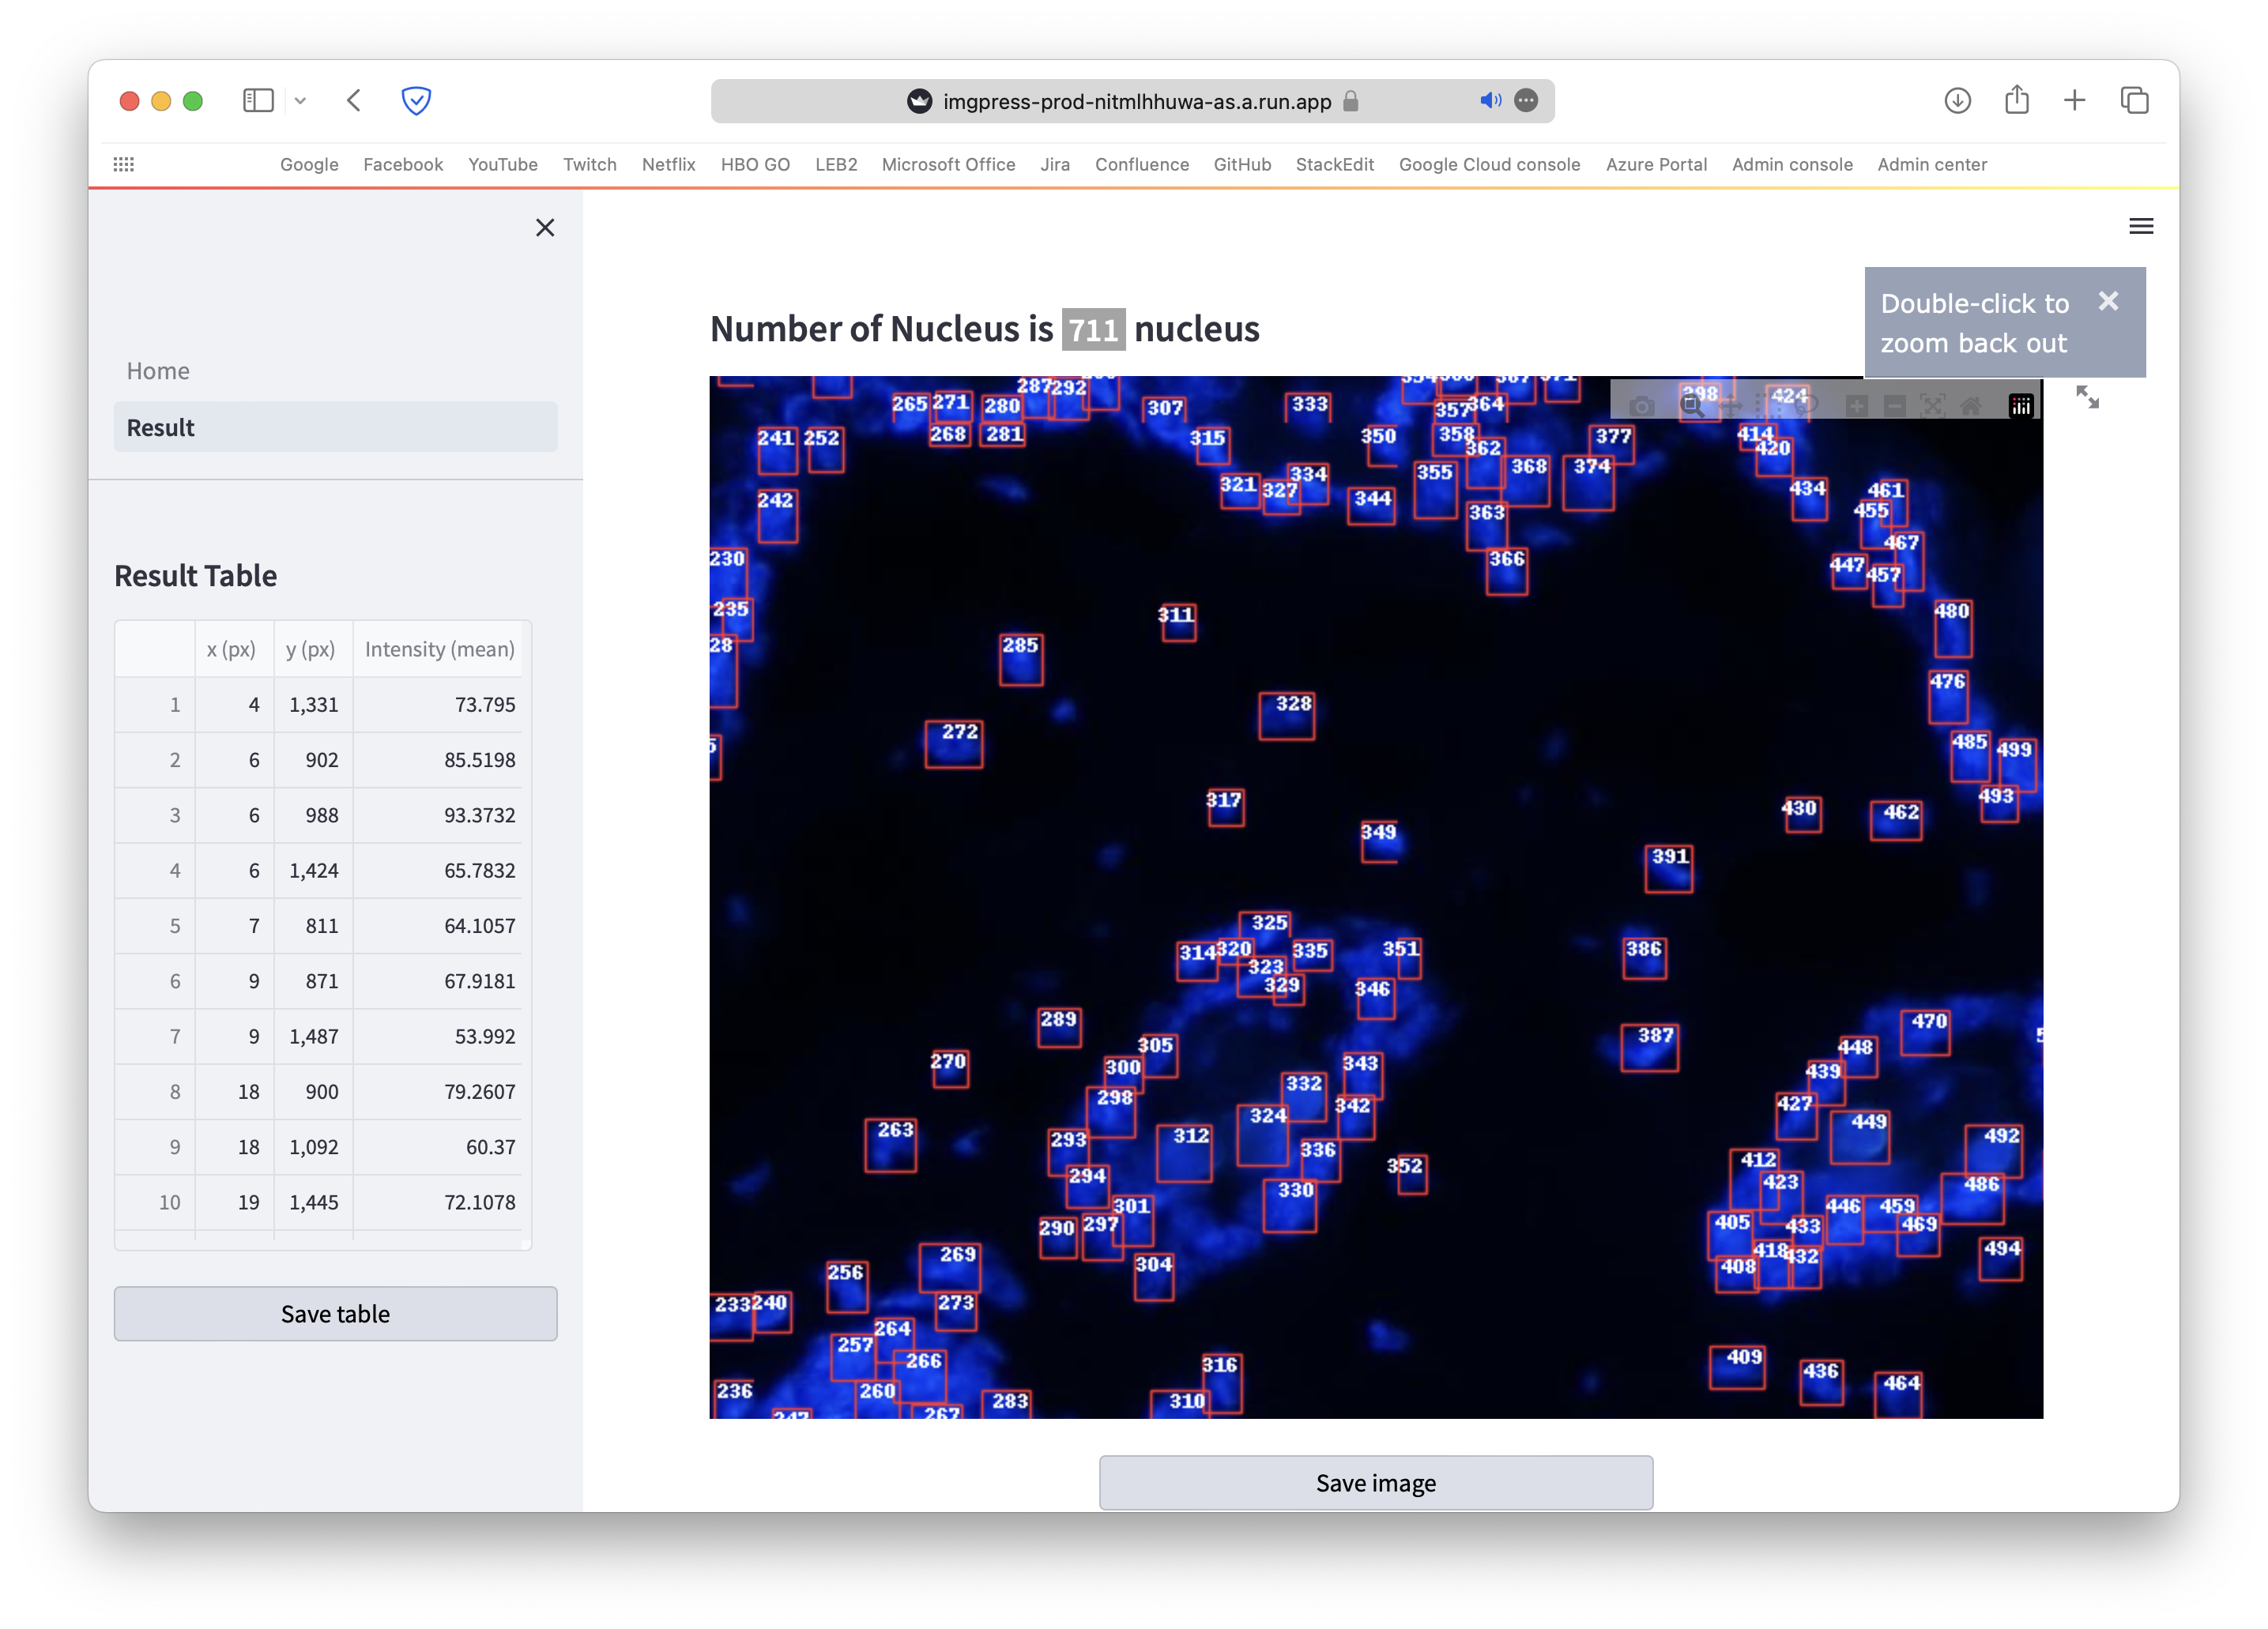 imgpress-prod-nitmlhhuwa-as.a.run.app
Google Facebook YouTube Twitch Netflix HBO GO LEB2 Microsoft Office Jira Confluence GitHub StackEdit Google Cloud console Azure Portal Admin console Admin center
Home
Result
Result Table
x (px) y (px) Intensity (mean)
1 4 1,331 73.795
2 6 902 85.5198
3 6 988 93.3732
4 6 1,424 65.7832
5 7 811 64.1057
6 9 871 67.9181
7 9 1,487 53.992
8 18 900 79.2607
9 18 1,092 60.37
10 19 1,445 72.1078
Save table
Number of Nucleus is 711 nucleus
Double-click to
zoom back out
287 292
265 271 280 307 333 357 364 398 424
268 281 315 350 358 377 414
241 252 362 420
321 327 334 344 355 368 374 434 461
242 363 455
230 366 467
447 457
235 311 480
28 285
476
328
272 485 499
317 430 462 493
349
391
325
314 320 335 351 386
323
329 346
289 387 470
270 305 448
300 343 439
298 332 342 427
263 324 449
293 312 336 352 412 492
294 330 423 486
301 446 459
290 297 405 433 469
304 418 432 494
269 408
256
233 240 273
264
257 316 409
266 436
236 260 310 464
247 267 283
Save image